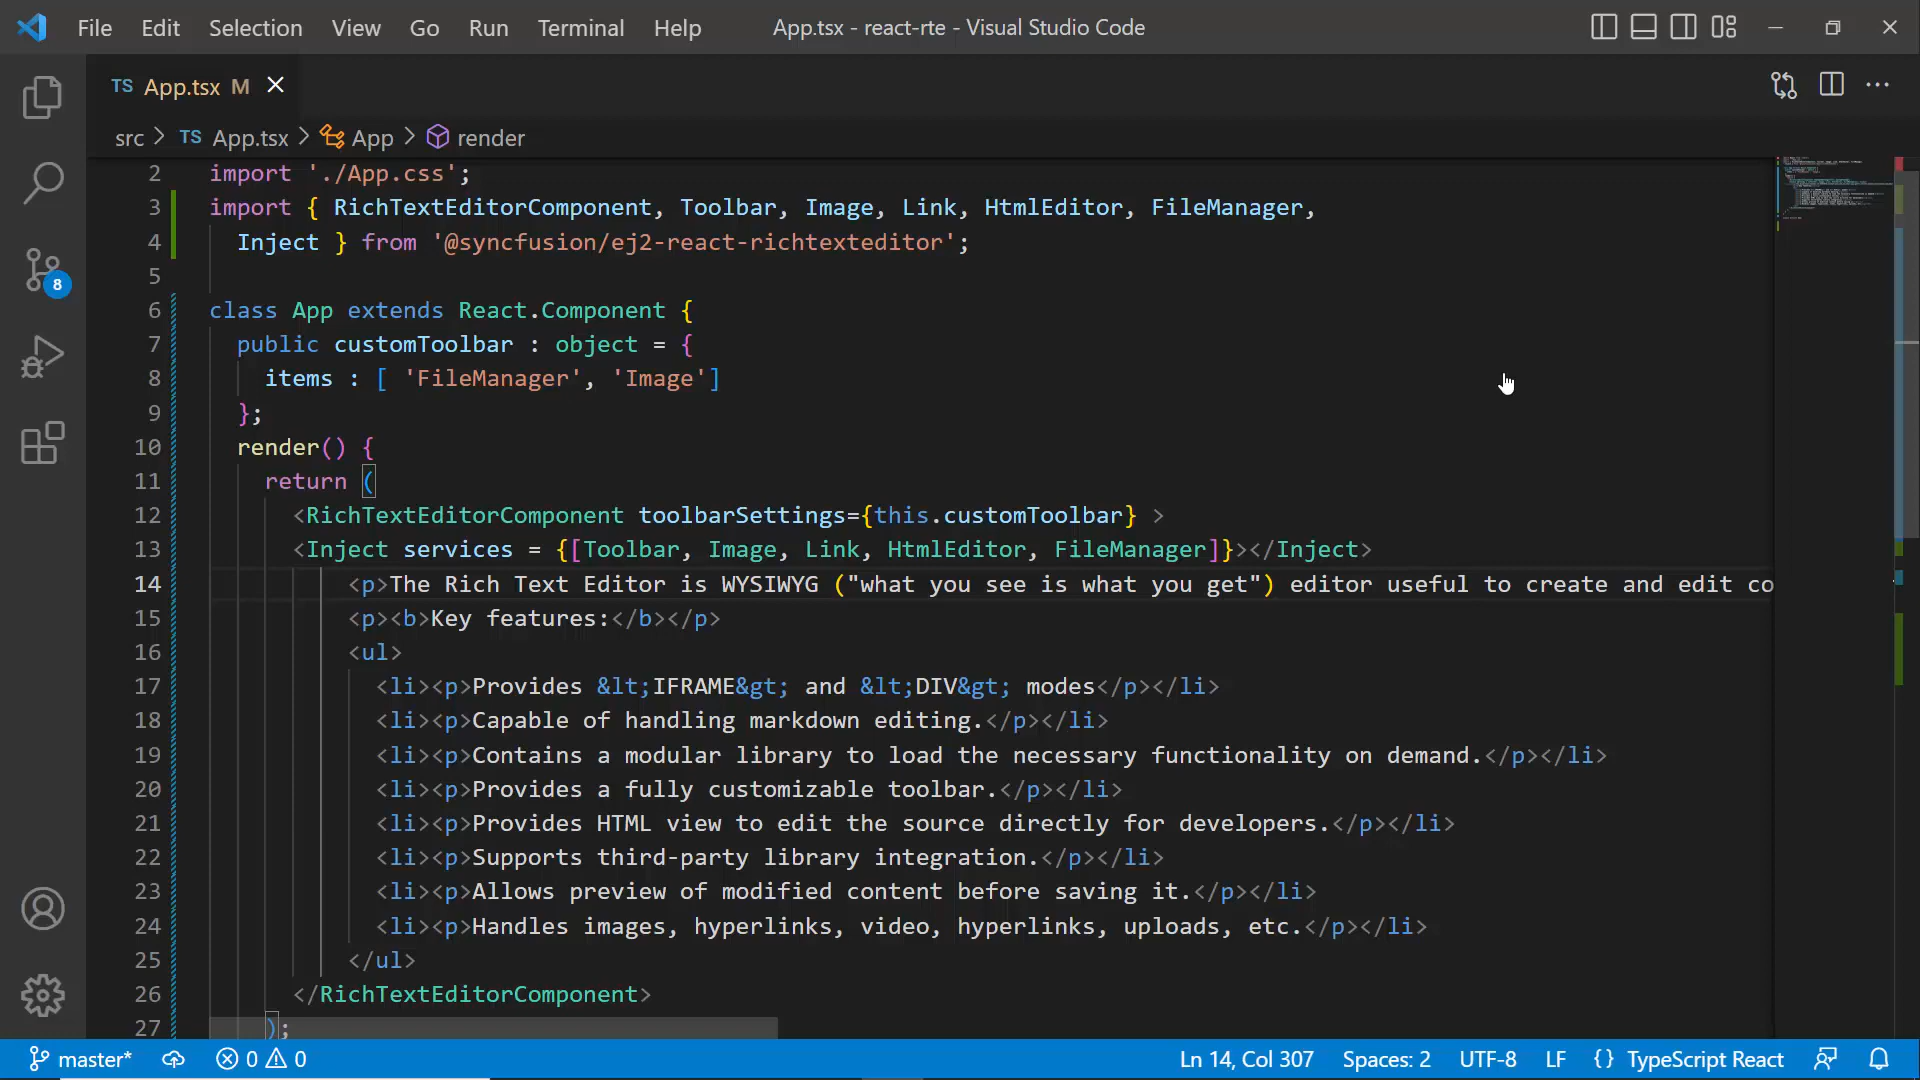 File Edit Selection View Go Run Terminal Help App.tsx - react-rte - Visual Studio Code
TS App.tsx M
src > TS App.tsx > App > render
2 import './App.css';
3 import { RichTextEditorComponent, Toolbar, Image, Link, HtmlEditor, FileManager,
4 Inject } from '@syncfusion/ej2-react-richtexteditor';
5
6 class App extends React.Component {
7 public customToolbar : object = {
8 items : [ 'FileManager', 'Image']
9 };
10 render() {
11 return (
12 <RichTextEditorComponent toolbarSettings={this.customToolbar} >
13 <Inject services = {[Toolbar, Image, Link, HtmlEditor, FileManager]}></Inject>
14 <p>The Rich Text Editor is WYSIWYG ("what you see is what you get") editor useful to create and edit co
15 <p><b>Key features:</b></p>
16 <ul>
17 <li><p>Provides &lt;IFRAME&gt; and &lt;DIV&gt; modes</p></li>
18 <li><p>Capable of handling markdown editing.</p></li>
19 <li><p>Contains a modular library to load the necessary functionality on demand.</p></li>
20 <li><p>Provides a fully customizable toolbar.</p></li>
21 <li><p>Provides HTML view to edit the source directly for developers.</p></li>
22 <li><p>Supports third-party library integration.</p></li>
23 <li><p>Allows preview of modified content before saving it.</p></li>
24 <li><p>Handles images, hyperlinks, video, hyperlinks, uploads, etc.</p></li>
25 </ul>
26 </RichTextEditorComponent>
27 );
8
master* 0 0 Ln 14, Col 307 Spaces: 2 UTF-8 LF {} TypeScript React